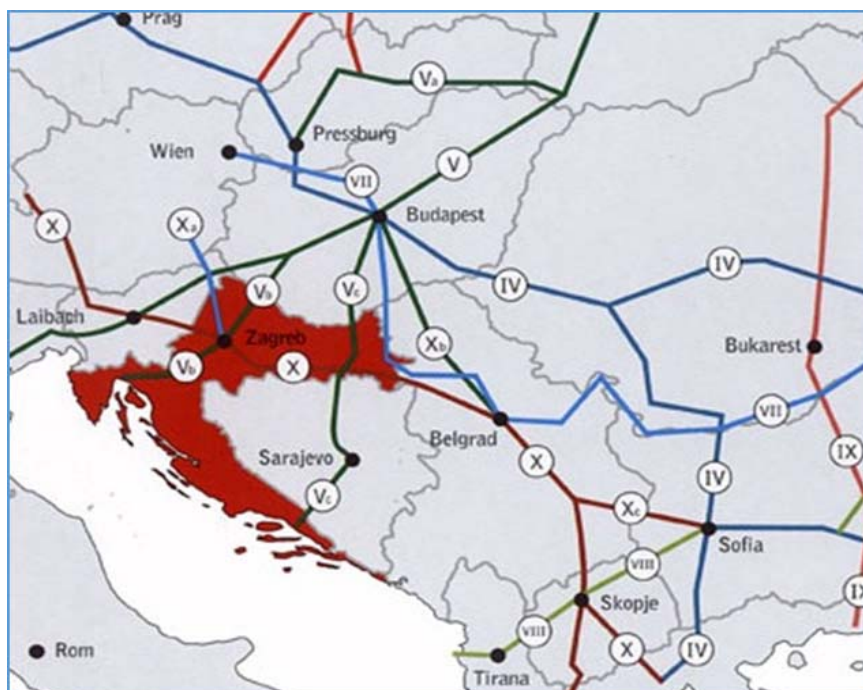 Prag
Va
Pressburg
Wien
V
VII
X
Xa
Budapest
IV
IV
Vb
Vc
Laibach
Zagreb
Xb
Bukarest
Vb
X
VII
Belgrad
IX
Sarajevo
X
IV
Vc
Xc
Sofia
VIII
IX
Skopje
VIII
Rom
X
IV
Tirana